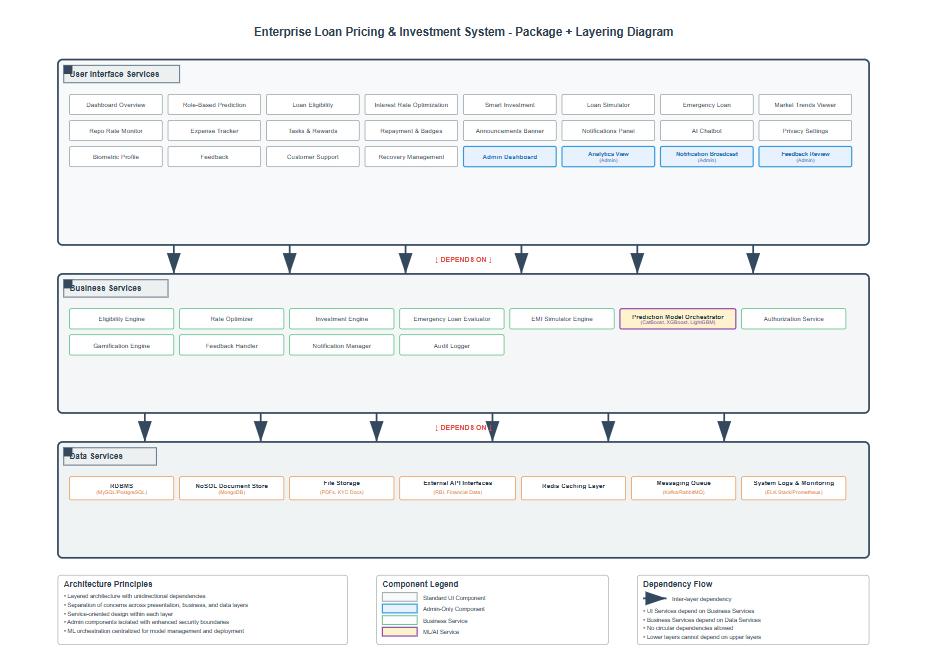 Enterprise Loan Pricing & Investment System - Package + Layering Diagram
User Interface Services
Dashboard Overview
Role-Based Prediction
Loan Eligibility
Interest Rate Optimization
Smart Investment
Loan Simulator
Emergency Loan
Market Trends Viewer
Repo Rate Monitor
Expense Tracker
Tasks & Rewards
Repayment & Badges
Announcements Banner
Notifications Panel
AI Chatbot
Privacy Settings
Biometric Profile
Feedback
Customer Support
Recovery Management
Admin Dashboard
Analytics View
(Admin)
Notification Broadcast
(Admin)
Feedback Review
(Admin)
↓ DEPENDS ON ↓
Business Services
Eligibility Engine
Rate Optimizer
Investment Engine
Emergency Loan Evaluator
EMI Simulator Engine
Prediction Model Orchestrator
(CatBoost, XGBoost, LightGBM)
Authorization Service
Gamification Engine
Feedback Handler
Notification Manager
Audit Logger
↓ DEPENDS ON ↓
Data Services
RDBMS
(MySQL/PostgreSQL)
NoSQL Document Store
(MongoDB)
File Storage
(PDFs, KYC Docs)
External API Interfaces
(RBI, Financial Data)
Redis Caching Layer
Messaging Queue
(Kafka/RabbitMQ)
System Logs & Monitoring
(ELK Stack/Prometheus)
Architecture Principles
• Layered architecture with unidirectional dependencies
• Separation of concerns across presentation, business, and data layers
• Service-oriented design within each layer
• Admin components isolated with enhanced security boundaries
• ML orchestration centralized for model management and deployment
Component Legend
Standard UI Component
Admin-Only Component
Business Service
ML/AI Service
Dependency Flow
Inter-layer dependency
• UI Services depend on Business Services
• Business Services depend on Data Services
• No circular dependencies allowed
• Lower layers cannot depend on upper layers